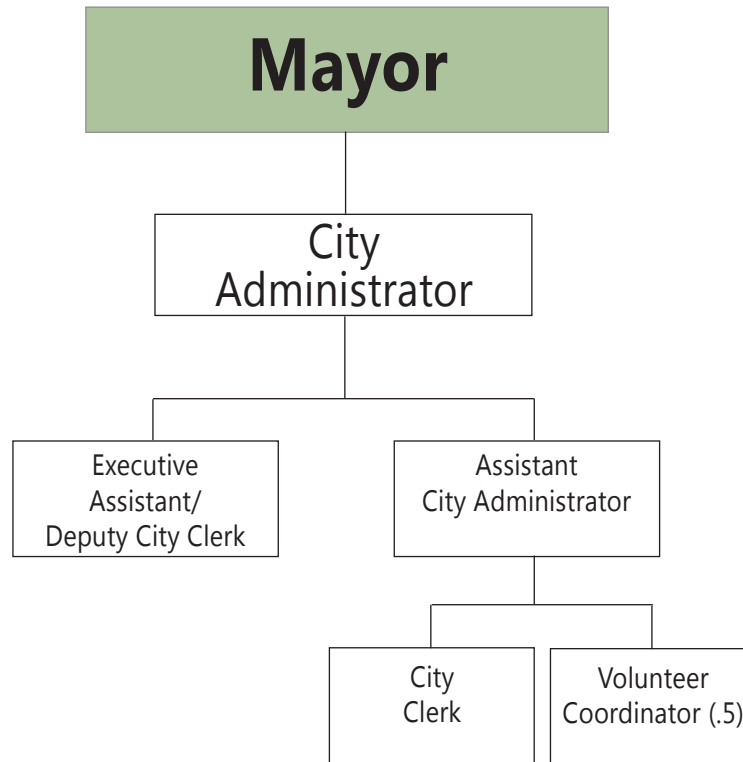 Mayor
City
Administrator
Executive
Assistant/
Deputy City Clerk
Assistant
City Administrator
City
Clerk
Volunteer
Coordinator (.5)